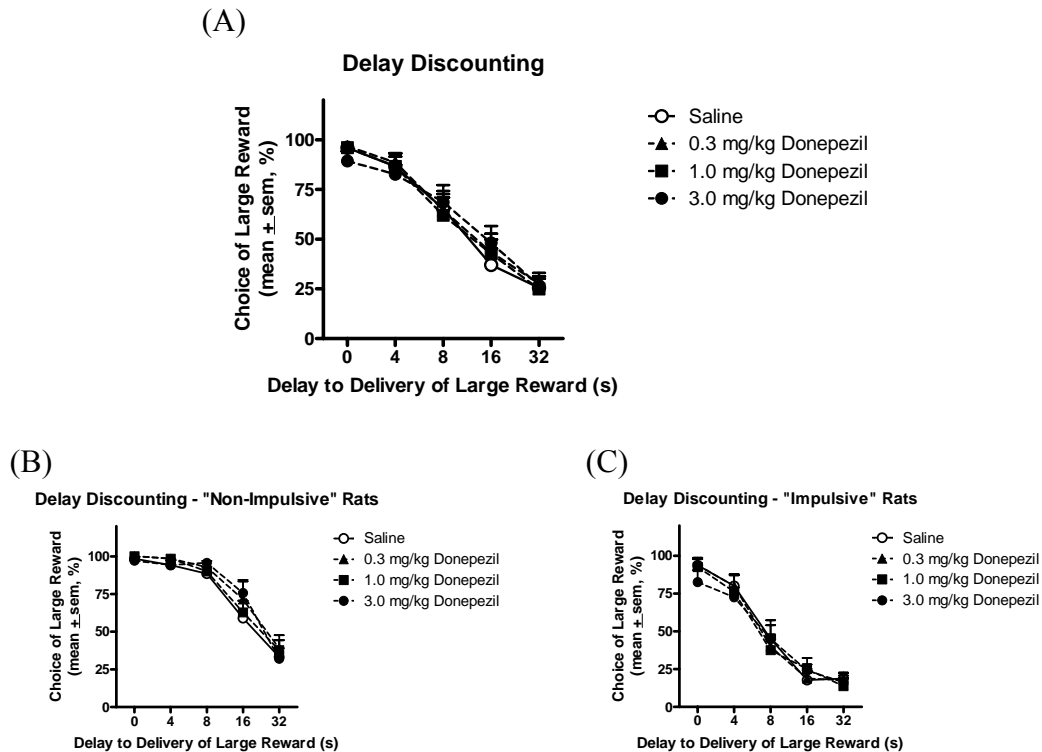 (A)
Delay Discounting
Choice of Large Reward
(mean ± sem, %)
100
75
50
25
0
0 4 8 16 32
Delay to Delivery of Large Reward (s)
Saline
0.3 mg/kg Donepezil
1.0 mg/kg Donepezil
3.0 mg/kg Donepezil
(B)
Delay Discounting - "Non-Impulsive" Rats
Choice of Large Reward
(mean ± sem, %)
100
75
50
25
0 4 8 16 32
Delay to Delivery of Large Reward (s)
Saline
0.3 mg/kg Donepezil
1.0 mg/kg Donepezil
3.0 mg/kg Donepezil
(C)
Delay Discounting - "Impulsive" Rats
Choice of Large Reward
(mean ± sem, %)
100
75
50
25
0
0 4 8 16 32
Delay to Delivery of Large Reward (s)
Saline
0.3 mg/kg Donepezil
1.0 mg/kg Donepezil
3.0 mg/kg Donepezil